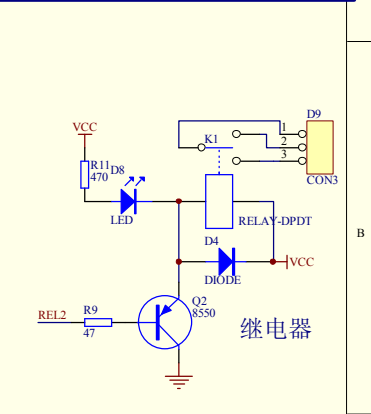 D9
VCC
K1
1
2
3
R11
D8
470
CON3
LED
RELAY-DPDT
B
D4
VCC
DIODE
Q2
8550
REL2
R9
47
继电器